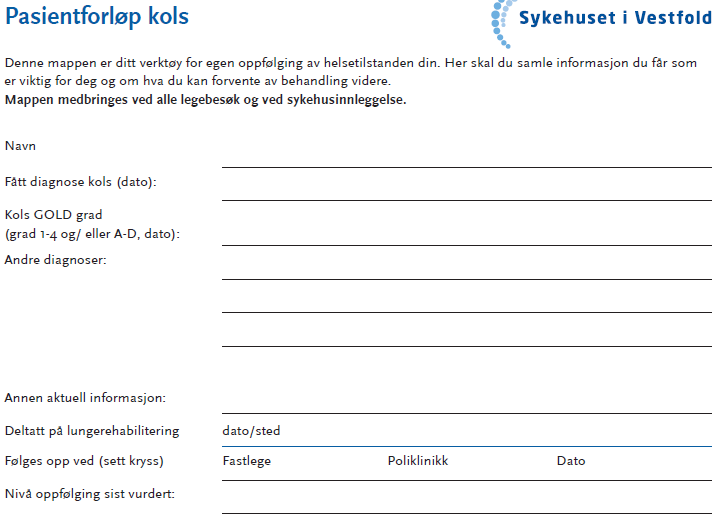 Pasientforløp kols
Sykehuset i Vestfold
Denne mappen er ditt verktøy for egen oppfølging av helsetilstanden din. Her skal du samle informasjon du får som
er viktig for deg og om hva du kan forvente av behandling videre.
Mappen medbringes ved alle legebesøk og ved sykehusinnleggelse.
Navn
Fått diagnose kols (dato):
Kols GOLD grad
(grad 1-4 og/ eller A-D, dato):
Andre diagnoser:
Annen aktuell informasjon:
Deltatt på lungerehabilitering dato/sted
Følges opp ved (sett kryss) Fastlege Poliklinikk Dato
Nivå oppfølging sist vurdert: